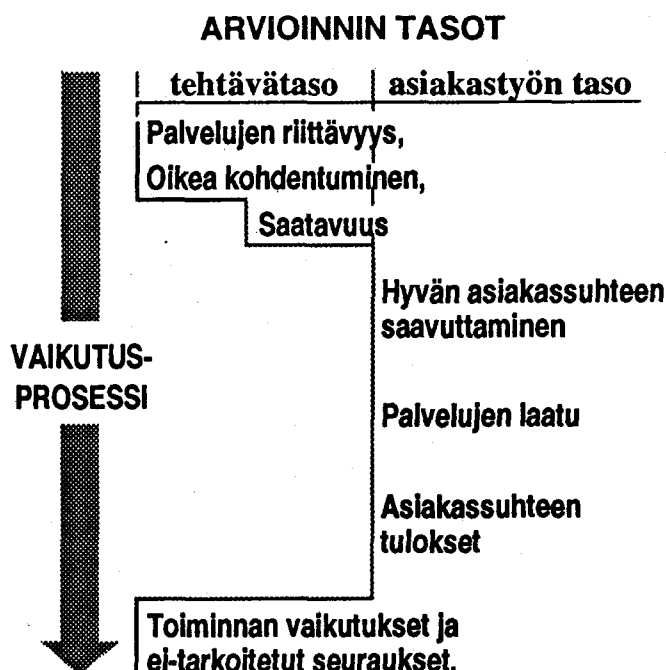 ARVIOINNIN TASOT
tehtävätaso
asiakastyön taso
Palvelujen riittävyys,
Oikea kohdentuminen,
Saatavuus
Hyvän asiakassuhteen
saavuttaminen
VAIKUTUS-
PROSESSI
Palvelujen laatu
Asiakassuhteen
tulokset
Toiminnan vaikutukset ja
ei-tarkoitetut seuraukset.